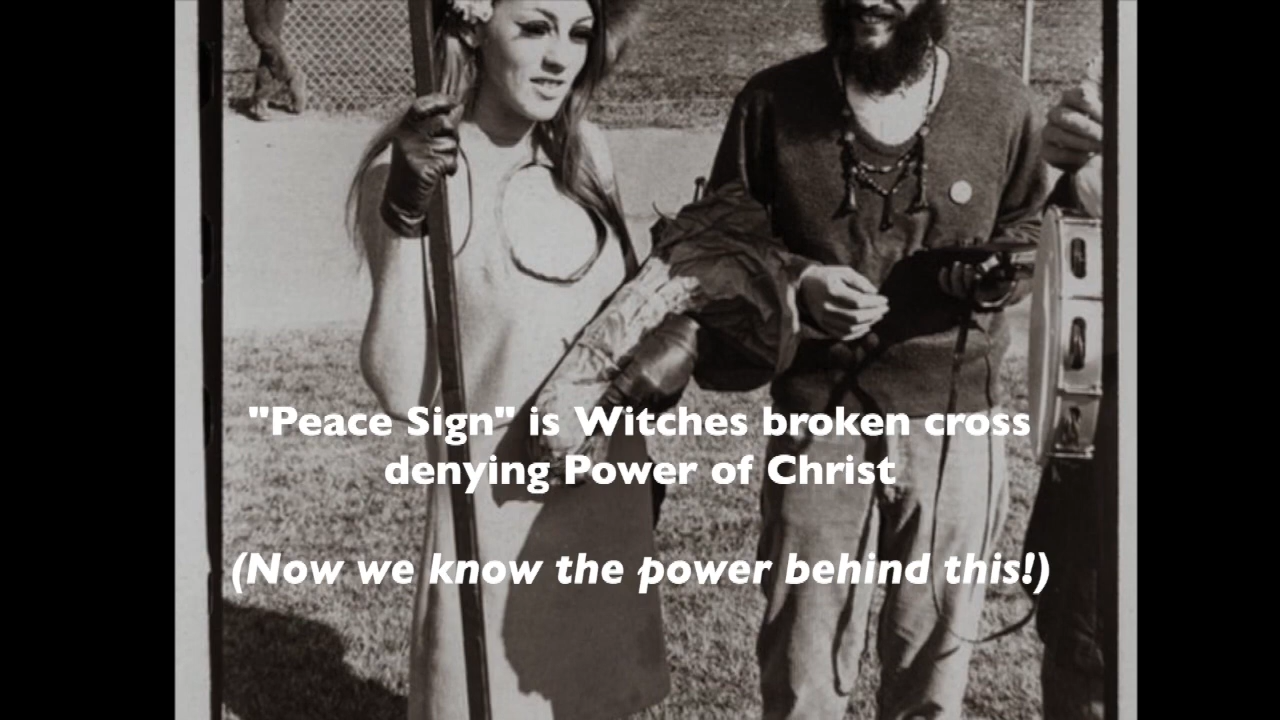 "Peace Sign" is Witches broken cross
denying Power of Christ
(Now we know the power behind this!)